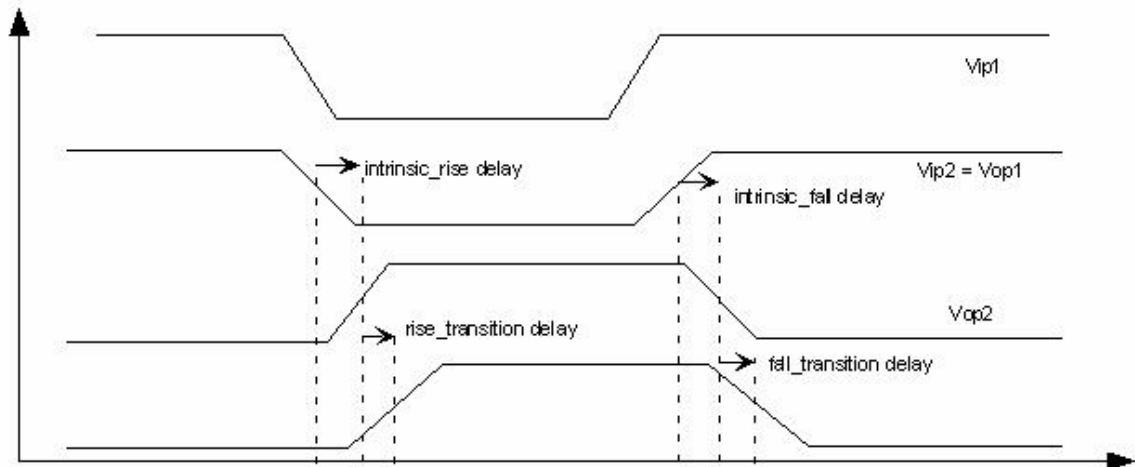 Vip1
intrinsic_rise delay
Vip2 = Vop1
intrinsic_fall delay
Vop2
rise_transition delay
fall_transition delay